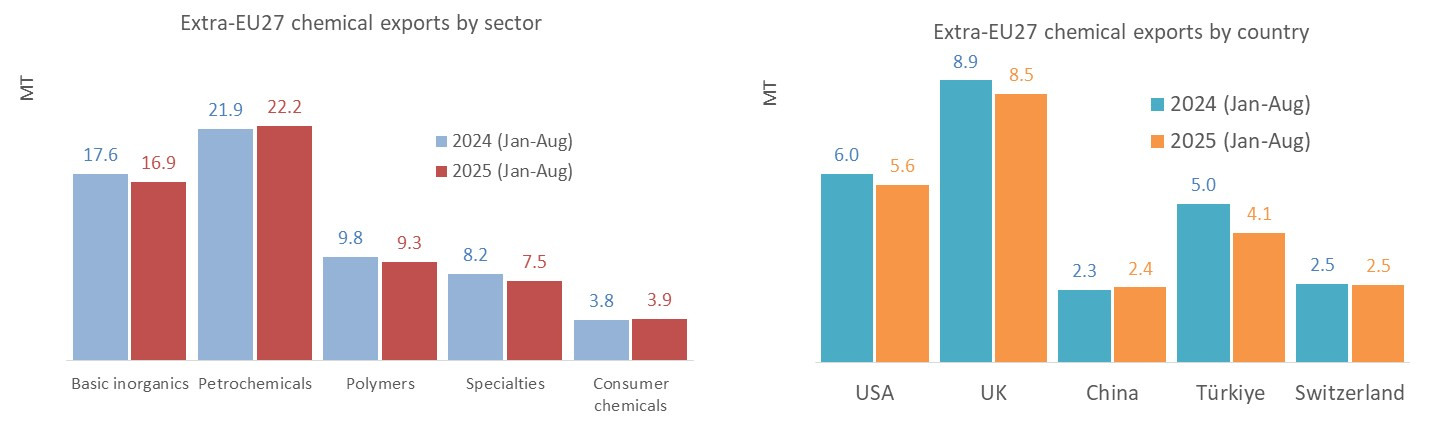 Extra-EU27 chemical exports by sector
MT
17.6
16.9
21.9
22.2
9.8
9.3
8.2
7.5
3.8
3.9
2024 (Jan-Aug)
2025 (Jan-Aug)
Basic inorganics
Petrochemicals
Polymers
Specialties
Consumer
chemicals
Extra-EU27 chemical exports by country
MT
6.0
5.6
8.9
8.5
2.3
2.4
5.0
4.1
2.5
2.5
2024 (Jan-Aug)
2025 (Jan-Aug)
USA
UK
China
Türkiye
Switzerland